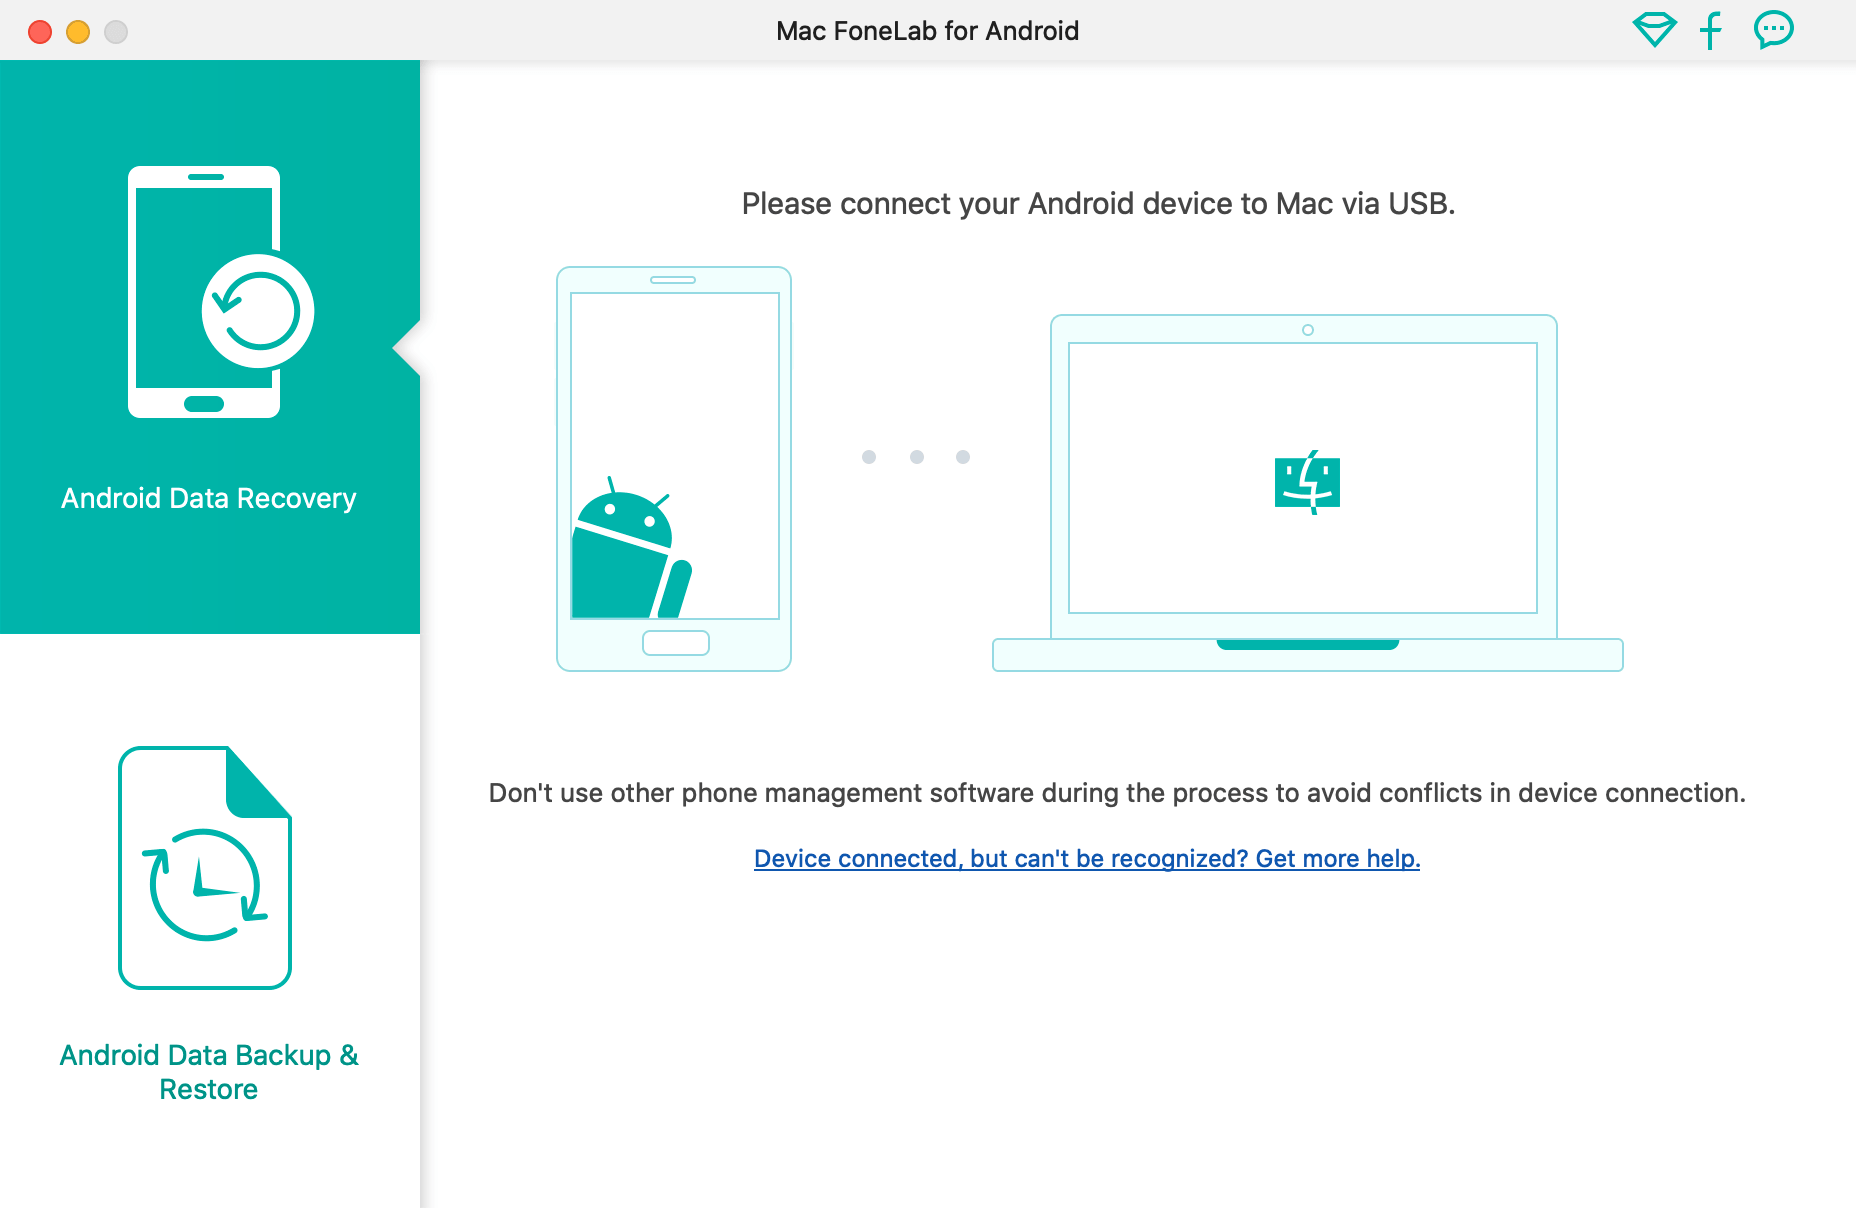 Mac FoneLab for Android
Android Data Recovery
Please connect your Android device to Mac via USB.
Don't use other phone management software during the process to avoid conflicts in device connection.
Device connected, but can't be recognized? Get more help.
Android Data Backup &
Restore